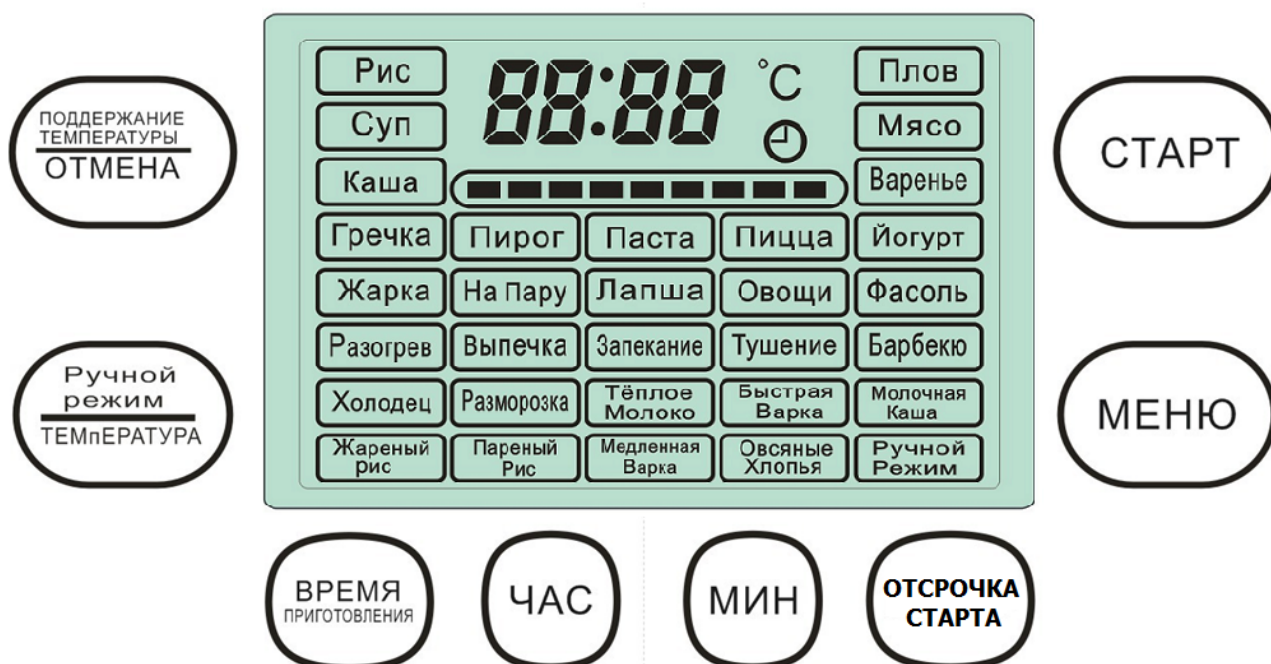 Рис
88:88
°C
Плов
Суп
Мясо
Каша
Варенье
Гречка
Пирог
Паста
Пицца
Йогурт
Жарка
На Пару
Лапша
Овощи
Фасоль
Разогрев
Выпечка
Запекание
Тушение
Барбекю
Холодец
Разморозка
Тёплое
Молоко
Быстрая
Варка
Молочная
Каша
Жареный
рис
Пареный
Рис
Медленная
Варка
Овсяные
Хлопья
Ручной
Режим
ПОДДЕРЖАНИЕ
ТЕМПЕРАТУРЫ
ОТМЕНА
Ручной
режим
ТЕМпЕРАТУРА
СТАРТ
МЕНЮ
ВРЕМЯ
ПРИГОТОВЛЕНИЯ
ЧАС
МИН
ОТСРОЧКА
СТАРТА